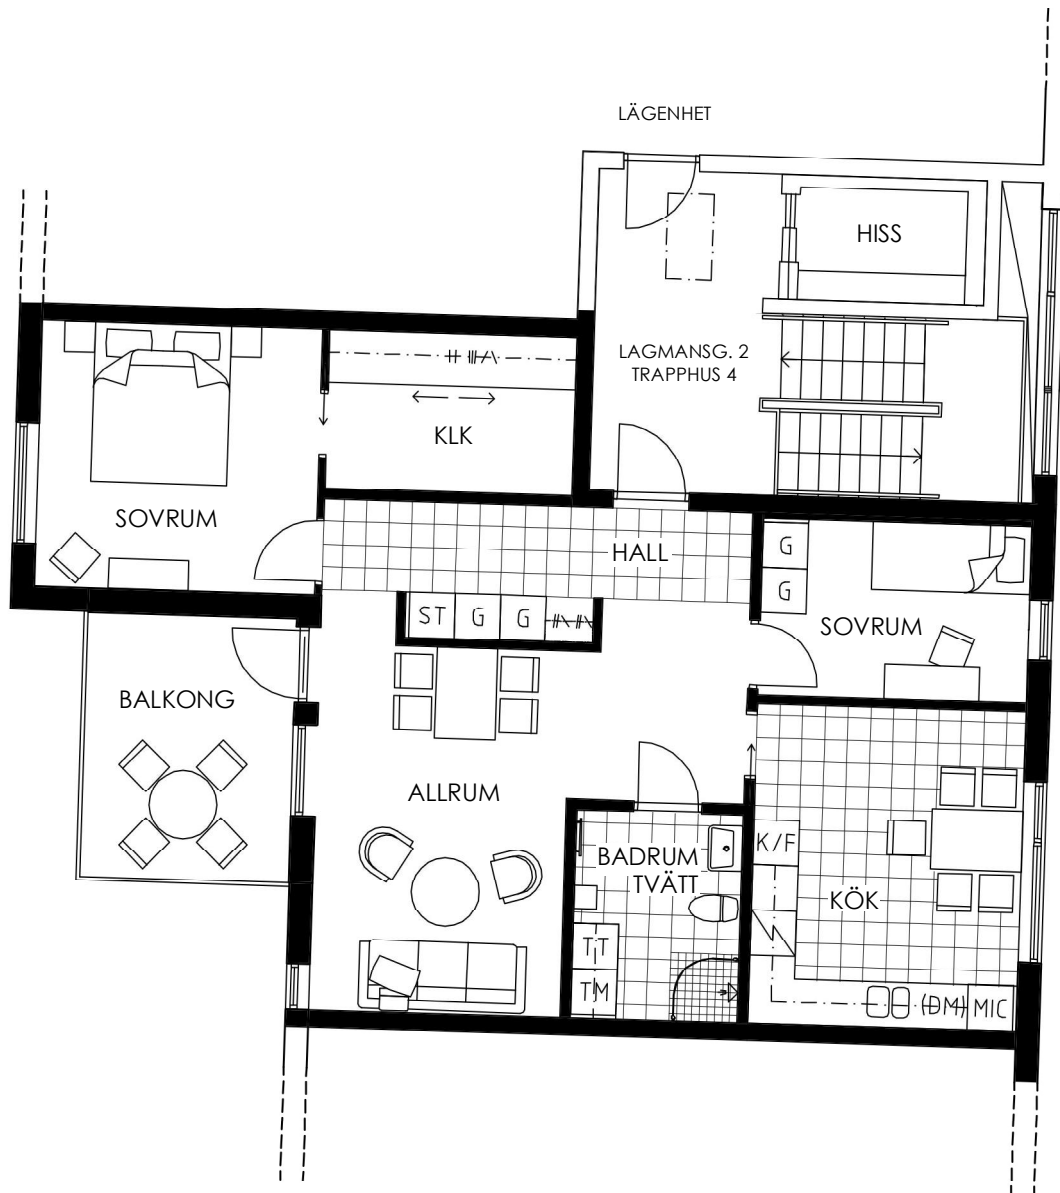 LÄGENHET
HISS
LAGMANSG. 2
TRAPPHUS 4
KLK
SOVRUM
HALL
G
G
ST G G
SOVRUM
BALKONG
ALLRUM
K/F
BADRUM
TVÄTT
KÖK
TT
TM
(DM) MIC